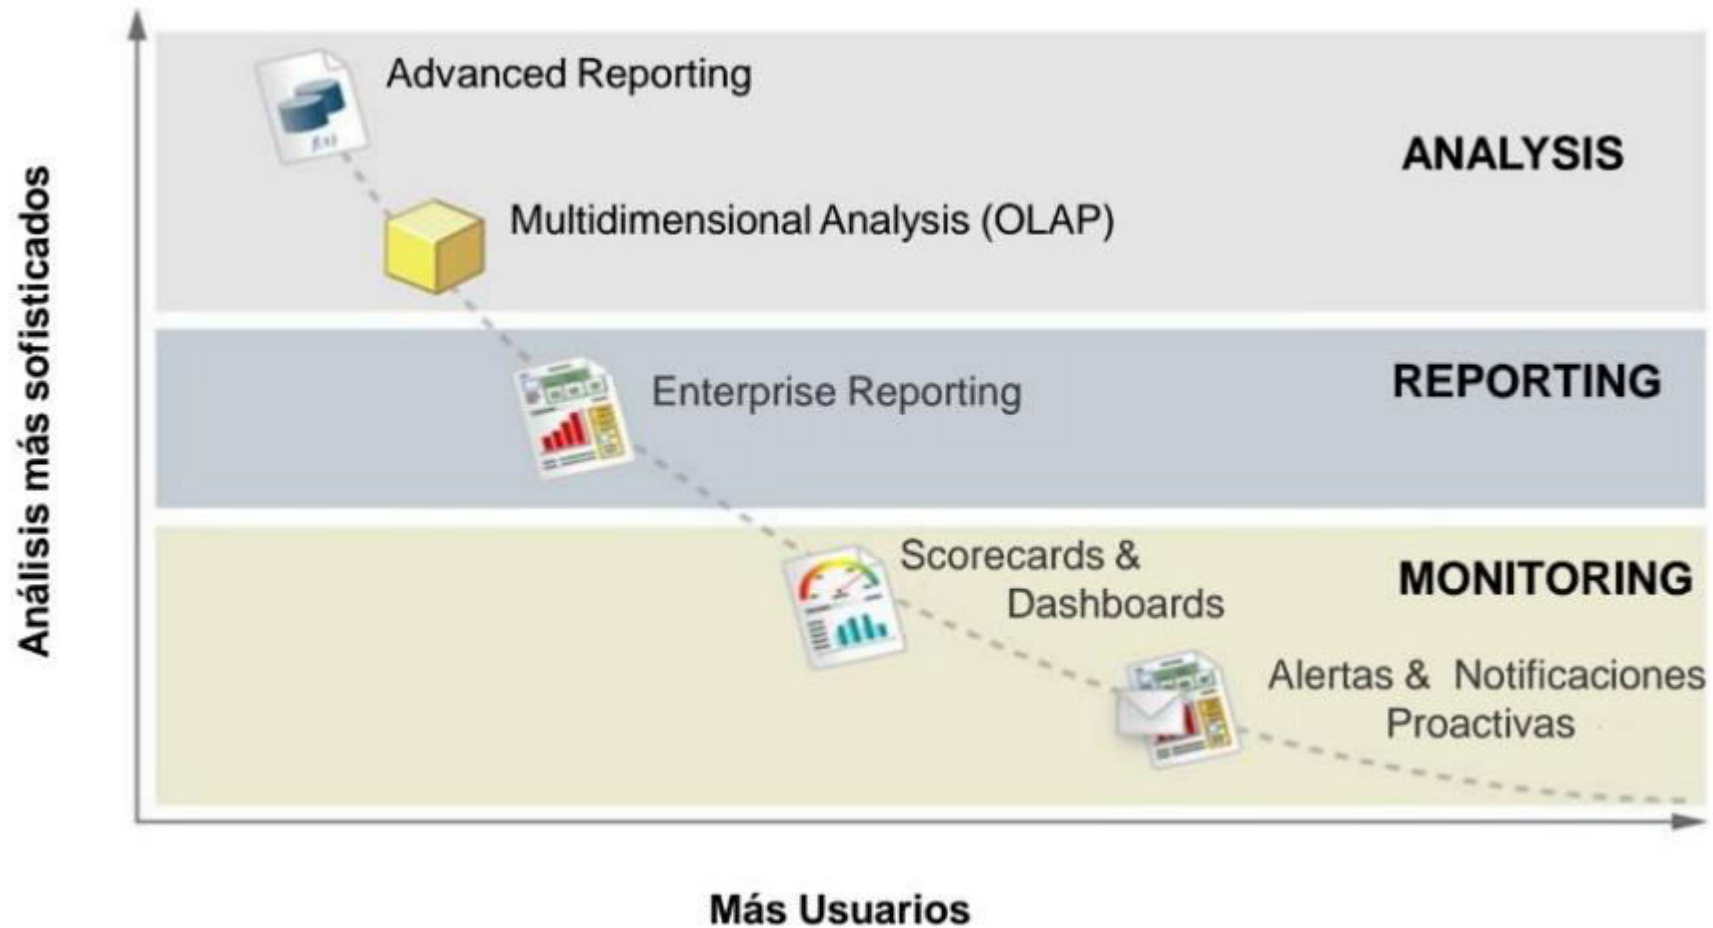 Advanced Reporting
ANALYSIS
Multidimensional Analysis (OLAP)
Enterprise Reporting
REPORTING
Scorecards &
Dashboards
MONITORING
Alertas & Notificaciones
Proactivas
Análisis más sofisticados
Más Usuarios